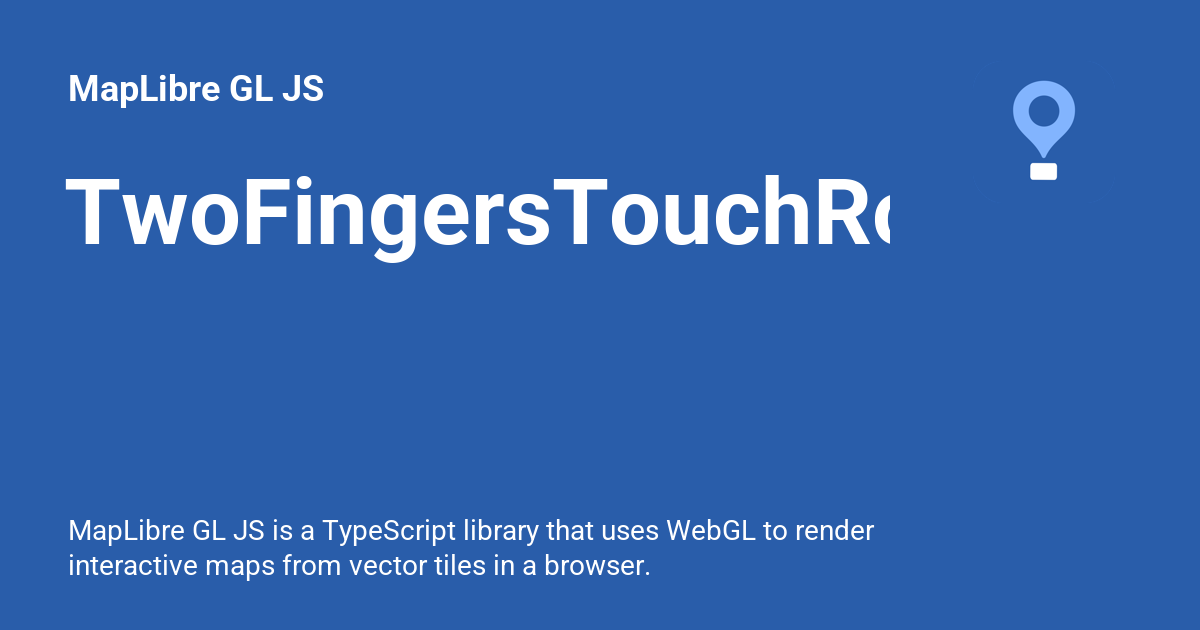 MapLibre GL JS
TwoFingersTouchR
MapLibre GL JS is a TypeScript library that uses WebGL to render
interactive maps from vector tiles in a browser.